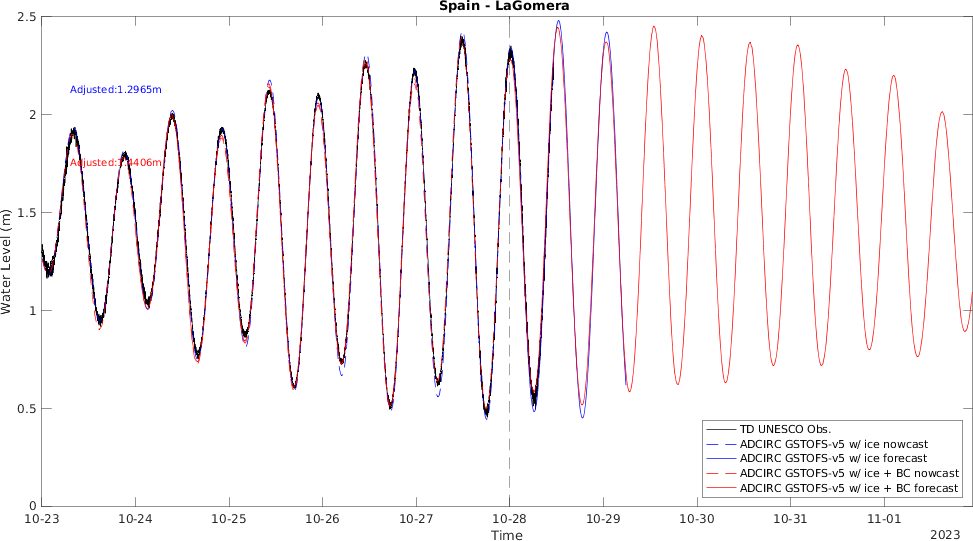 Spain - LaGomera
2.5
2
1.5
1
0.5
0
Water Level (m)
Adjusted:1.2965m
Adjusted:1.4406m
TD UNESCO Obs.
ADCIRC GSTOFS-v5 w/ ice nowcast
ADCIRC GSTOFS-v5 w/ ice forecast
ADCIRC GSTOFS-v5 w/ ice + BC nowcast
ADCIRC GSTOFS-v5 w/ ice + BC forecast
10-23 10-24 10-25 10-26 10-27 10-28 10-29 10-30 10-31 11-01
Time
2023